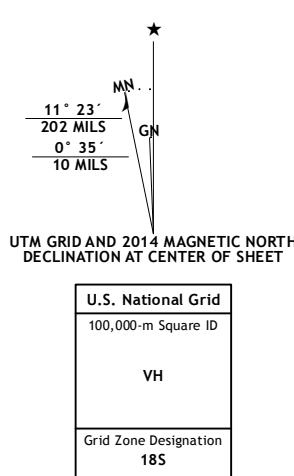 ★
MN
11° 23´
202 MILS
GN
0° 35´
10 MILS
UTM GRID AND 2014 MAGNETIC NORTH
DECLINATION AT CENTER OF SHEET
U.S. National Grid
100,000-m Square ID
VH
Grid Zone Designation
18S